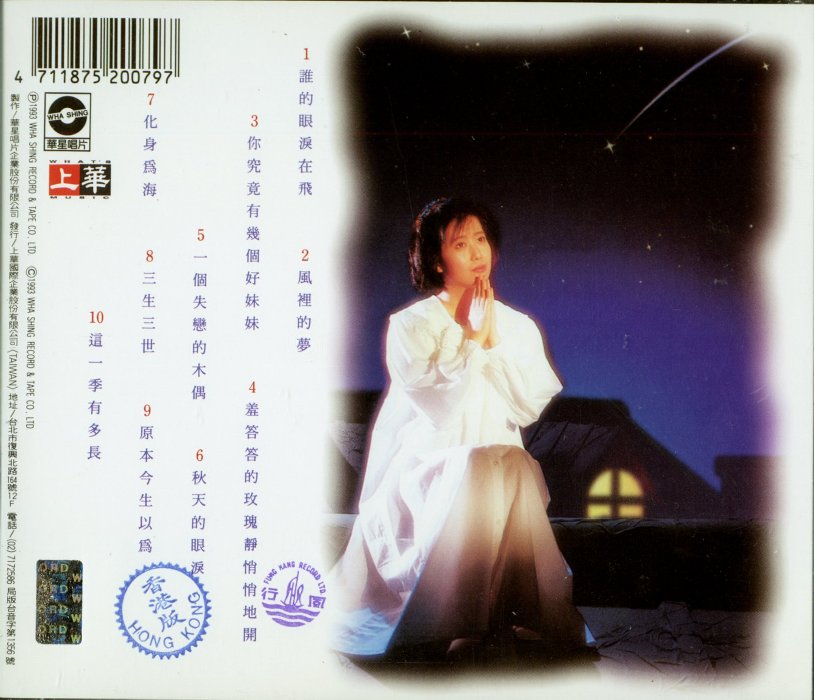 4 711875 200797
WHA SHING
華星唱片
WHAT'S
上華
MUSIC
Ⓟ1993 WHA SHING RECORD & TAPE CO. LTD Ⓒ1993 WHA SHING RECORD & TAPE CO. LTD
製作/華星唱片企業股份有限公司 發行/上華國際企業股份有限公司(TAIWAN) 地址/台北市復興北路164號12F 電話/(02)7172586 局版台音字第1356號
1 誰的眼淚在飛
2 風裡的夢
3 你究竟有幾個好妹妹
4 羞答答的玫瑰靜悄悄地開
5 一個失戀的木偶
6 秋天的眼淚
7 化身為海
8 三生三世
9 原本今生以為
10 這一季有多長
香港版
HONG KONG
FUNG HANG RECORD LTD
風行